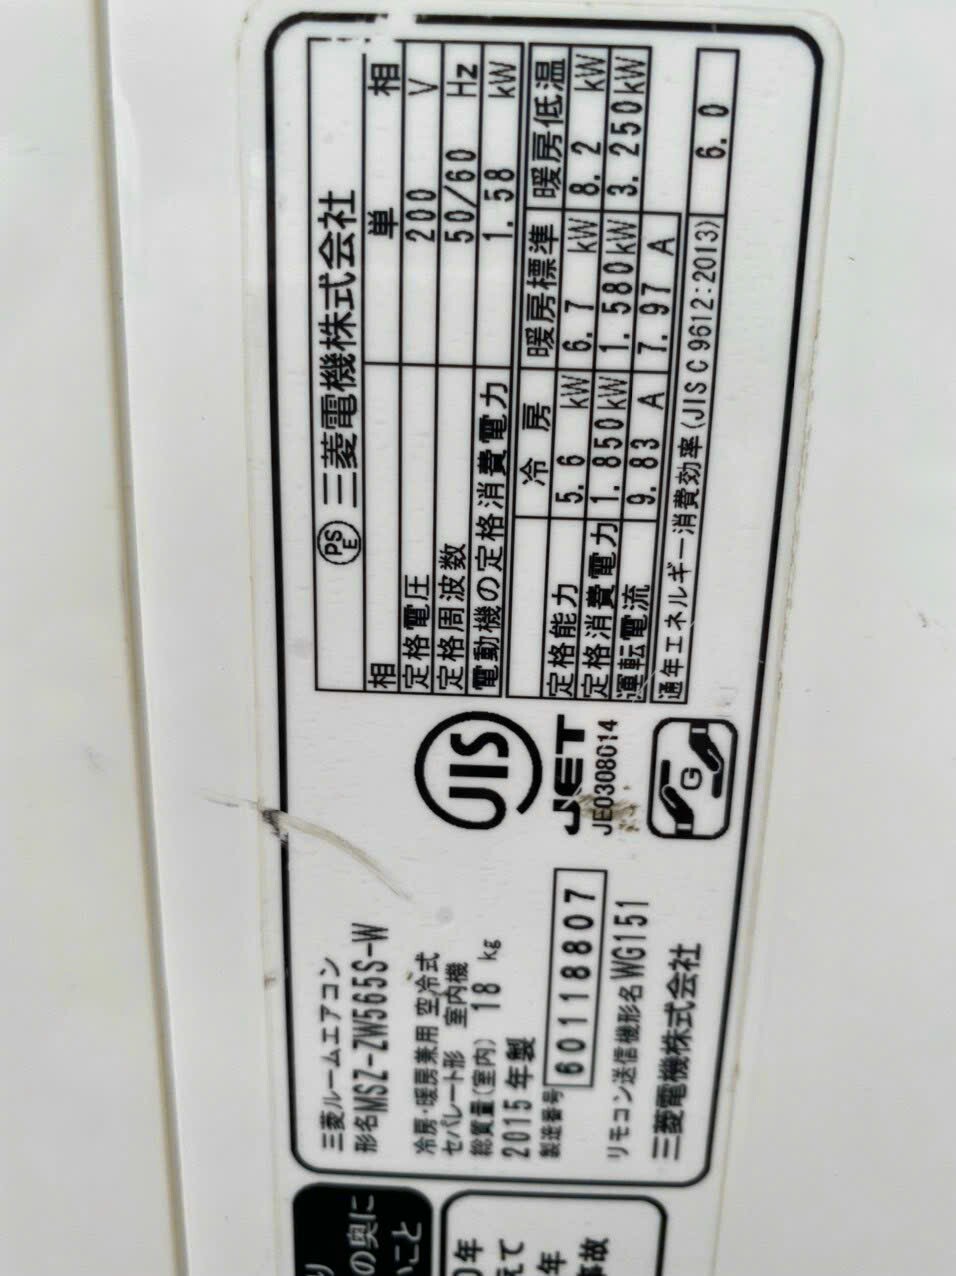 三菱ルームエアコン
形名MSZ-ZW565S-W
冷房・暖房兼用 空冷式
セパレート形 室内機
総質量(室内) 18 kg
2015年製
製造番号 60118807
リモコン送信機形名WG151
三菱電機株式会社
JIS
JET
JE0308014
G
PSE 三菱電機株式会社
相 単 相
定格電圧 200 V
定格周波数 50/60 Hz
電動機の定格消費電力 1.58 kW
冷房 暖房標準 暖房低温
定格能力 5.6 kW 6.7 kW 8.2 kW
定格消費電力 1.850kW 1.580kW 3.250kW
運転電流 9.83 A 7.97 A
通年エネルギー消費効率(JIS C 9612:2013) 6.0
の奥に
こと
年
えて
年
事故